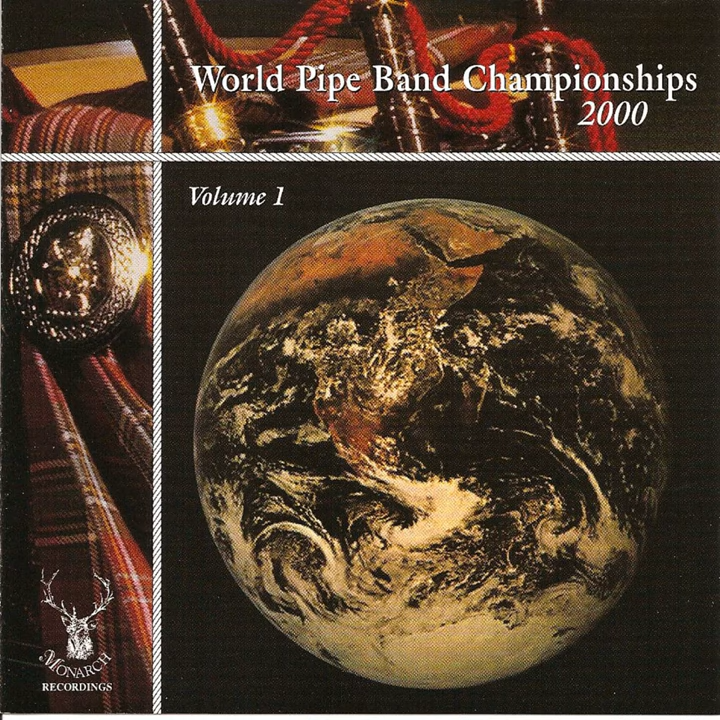 World Pipe Band Championships
2000
Volume 1
MONARCH
RECORDINGS